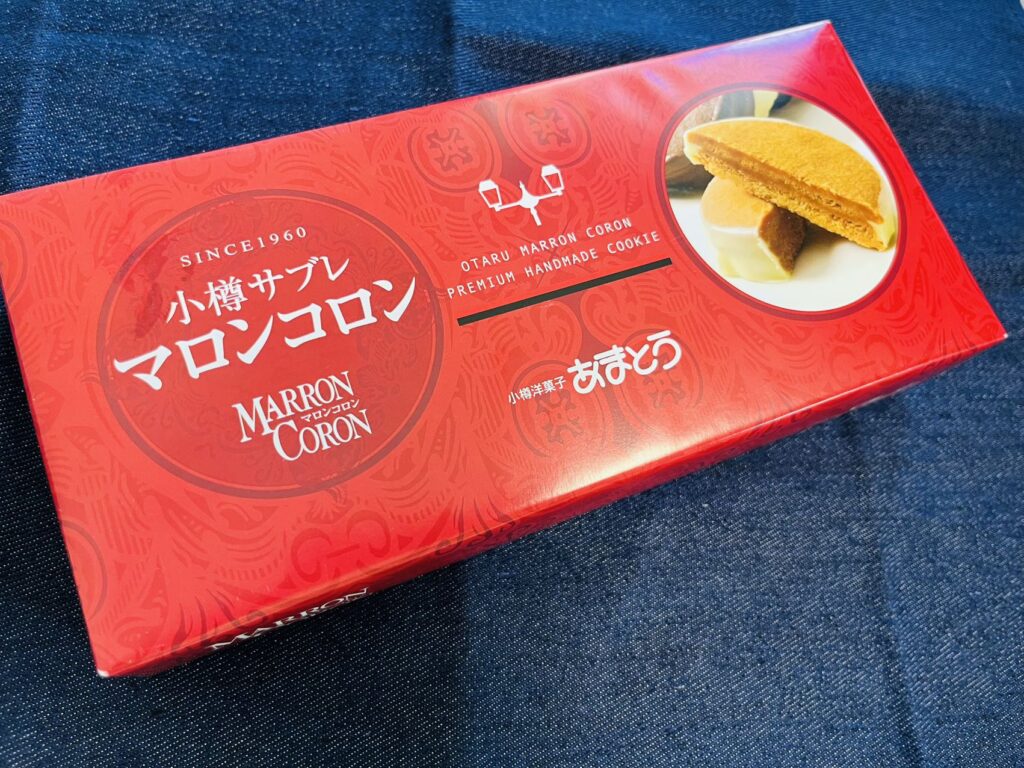 SINCE1960
小樽サブレ
マロンコロン
MARRON
マロンコロン
CORON
OTARU MARRON CORON
PREMIUM HANDMADE COOKIE
小樽洋菓子 あまとう
MARRON